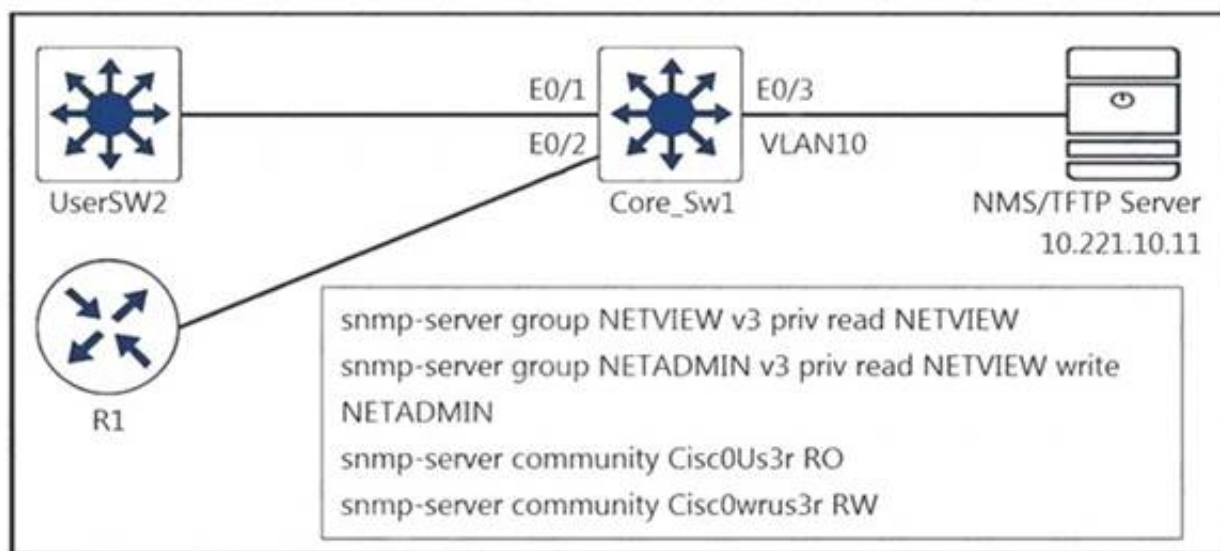 E0/1
E0/3
E0/2
VLAN10
UserSW2
Core_Sw1
NMS/TFTP Server
10.221.10.11
R1
snmp-server group NETVIEW v3 priv read NETVIEW
snmp-server group NETADMIN v3 priv read NETVIEW write
NETADMIN
snmp-server community Cisc0Us3r RO
snmp-server community Cisc0wrus3r RW